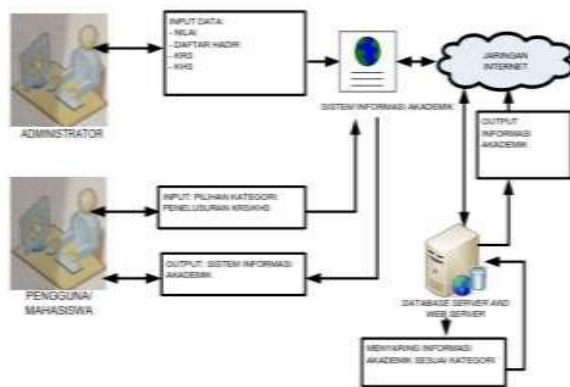 INPUT DATA:
- NILAI
- DAFTAR HADIR
- KRS
- KHS
ADMINISTRATOR
SISTEM INFORMASI AKADEMIK
JARINGAN
INTERNET
OUTPUT
INFORMASI
AKADEMIK
INPUT: PILIHAN KATEGORI
PENELUSURAN KRS/KHS
OUTPUT: SISTEM INFORMASI
AKADEMIK
PENGGUNA/
MAHASISWA
DATABASE SERVER AND
WEB SERVER
MENYARING INFORMASI
AKADEMIK SESUAI KATEGORI